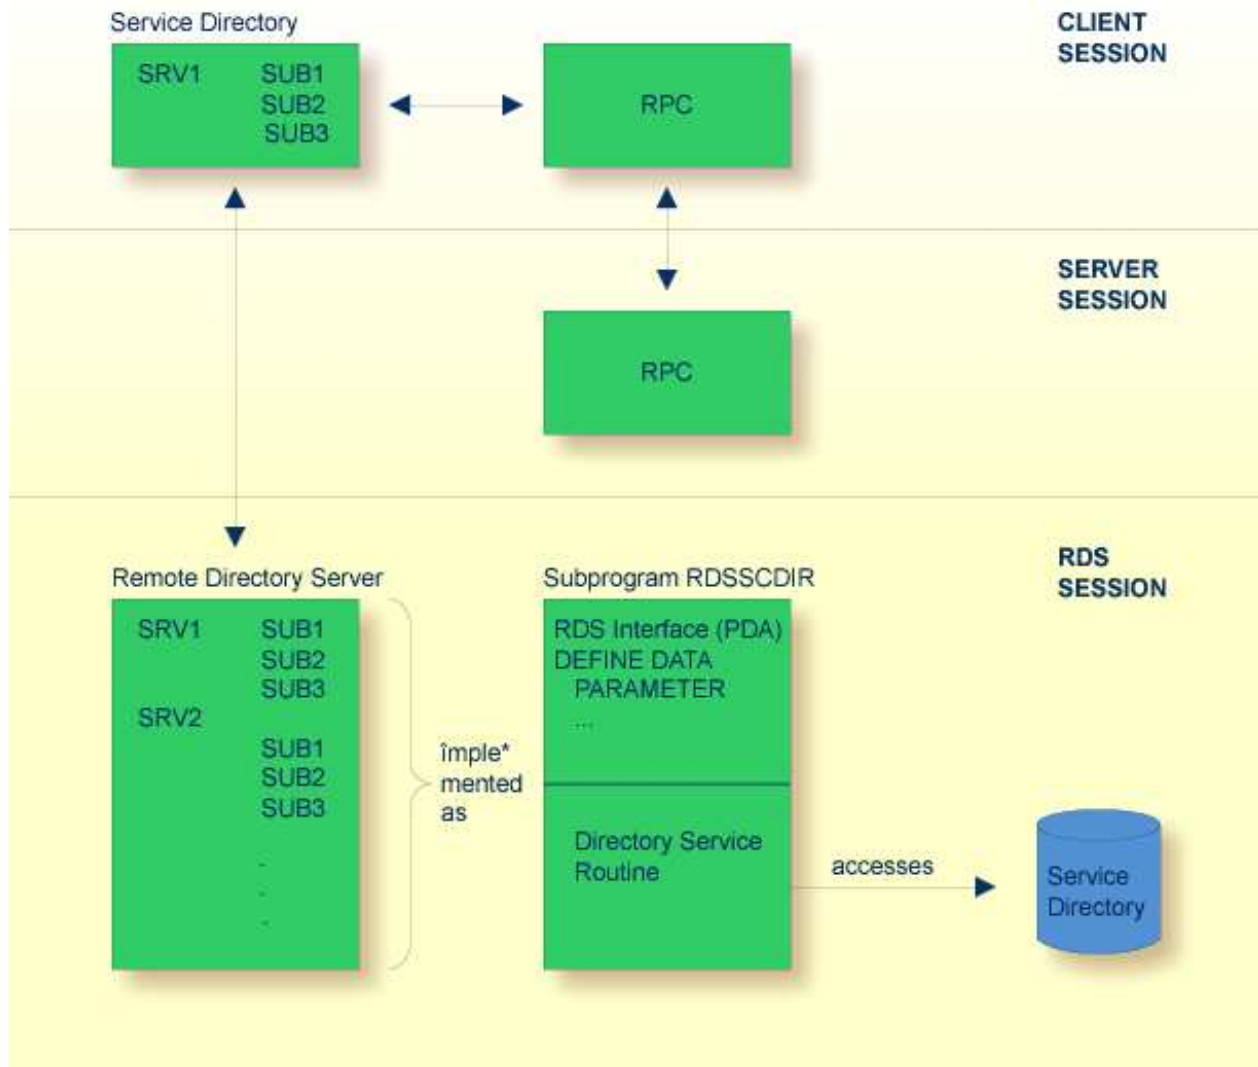 Service Directory
SRV1 SUB1
SUB2
SUB3
RPC
CLIENT
SESSION
RPC
SERVER
SESSION
Remote Directory Server
SRV1 SUB1
SUB2
SUB3
SRV2
SUB1
SUB2
SUB3
.
.
.
împle*
mented
as
Subprogram RDSSCDIR
RDS Interface (PDA)
DEFINE DATA
PARAMETER
...
Directory Service
Routine
accesses
Service
Directory
RDS
SESSION